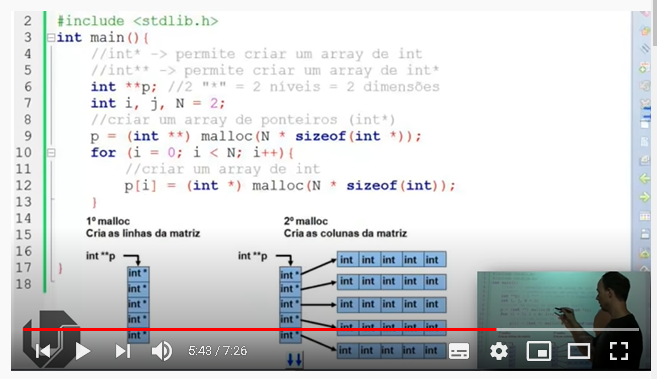 2 #include <stdlib.h>
3 int main(){
4 //int* -> permite criar um array de int
5 //int** -> permite criar um array de int*
6 int **p; //2 "*" = 2 níveis = 2 dimensões
7 int i, j, N = 2;
8 //criar um array de ponteiros (int*)
9 p = (int **) malloc(N * sizeof(int *));
10 for (i = 0; i < N; i++){
11 //criar um array de int
12 p[i] = (int *) malloc(N * sizeof(int));
13 }
14
15
16
17 }
18
1º malloc
Cria as linhas da matriz
int **p
int *
int *
int *
int *
int *
2º malloc
Cria as colunas da matriz
int **p
int * int int int int int
int * int int int int int
int * int int int int int
int * int int int int int
int * int int int int int
5:43 / 7:26